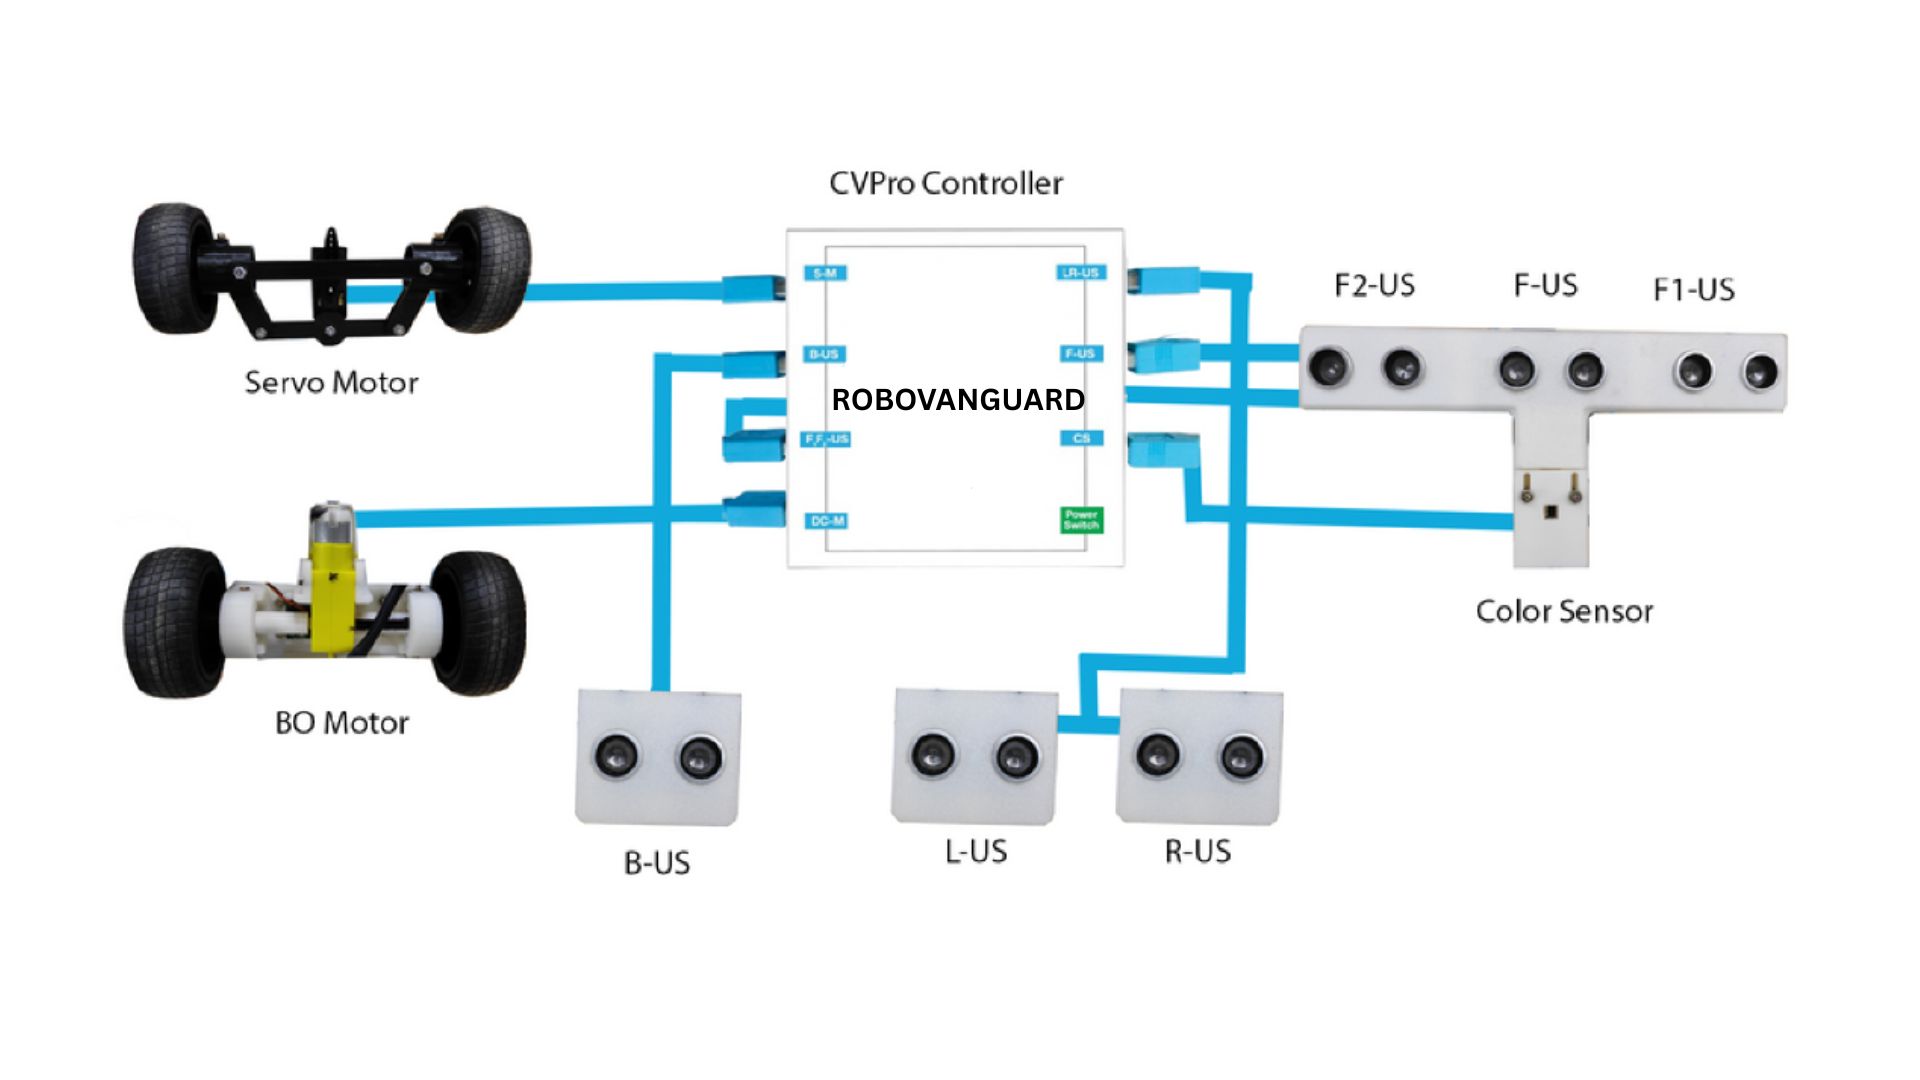 CVPro Controller
S-M
LR-US
F2-US
F-US
F1-US
B-US
F-US
Servo Motor
ROBOVANGUARD
F,F,-US
CS
DC-M
Power
Switch
Color Sensor
BO Motor
B-US
L-US
R-US